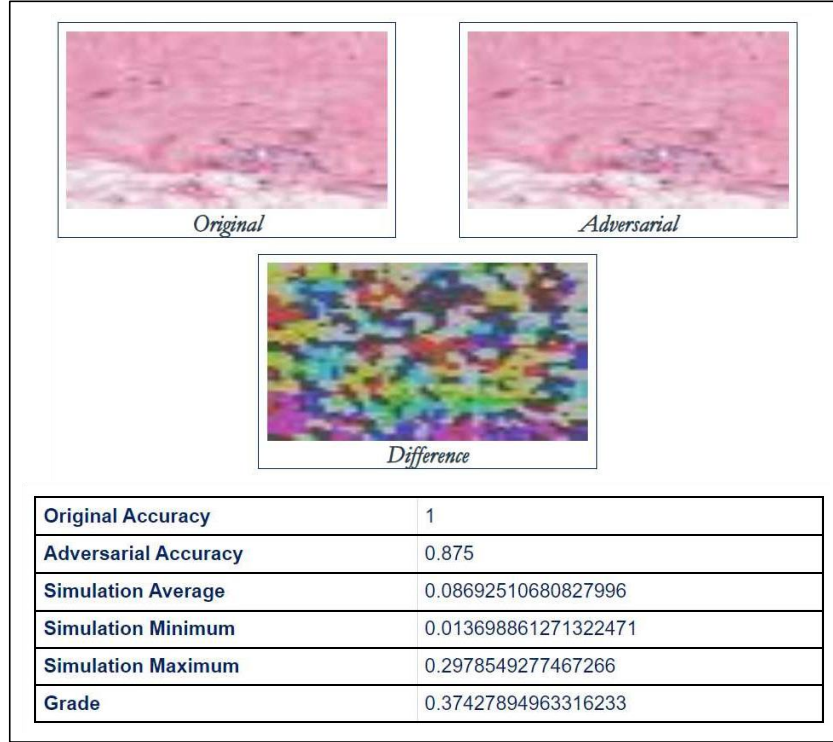 Original
Adversarial
Difference
Original Accuracy 1
Adversarial Accuracy 0.875
Simulation Average 0.08692510680827996
Simulation Minimum 0.013698861271322471
Simulation Maximum 0.2978549277467266
Grade 0.37427894963316233